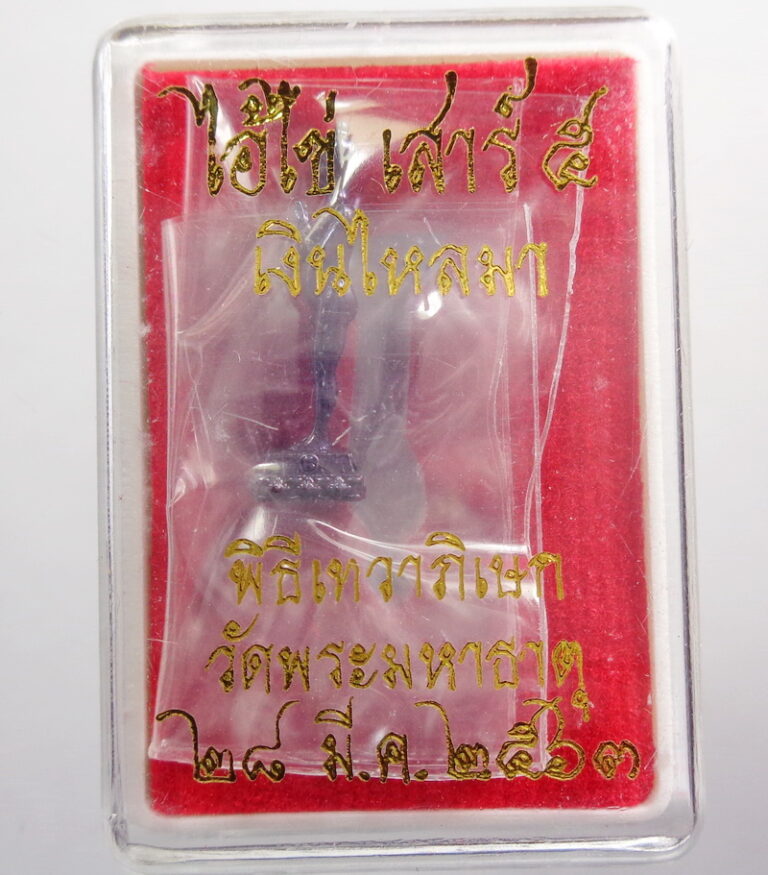 ไอ้ไข่ เสาร์ ๕
เงินไหลมา
พิธีเทวาภิเษก
วัดพระมหาธาตุ
๒๘ มี.ค.๒๕๖๓